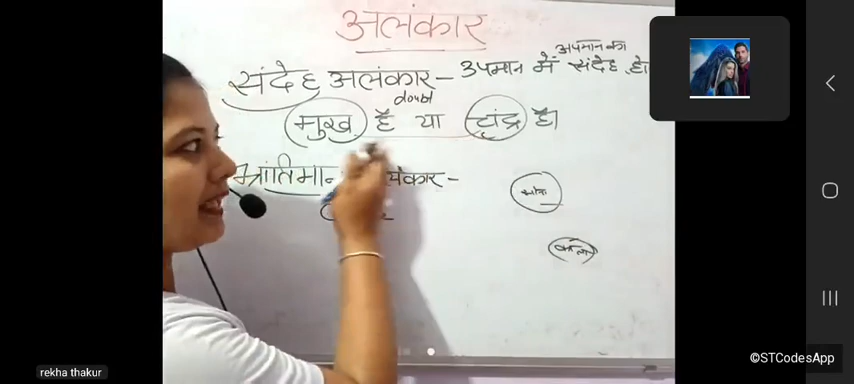 अलंकार
संदेह अलंकार – उपमान में अपमान का संदेह हो
doubt
मुख है या चंद्र है।
भ्रांतिमान
rekha thakur
©STCodesApp